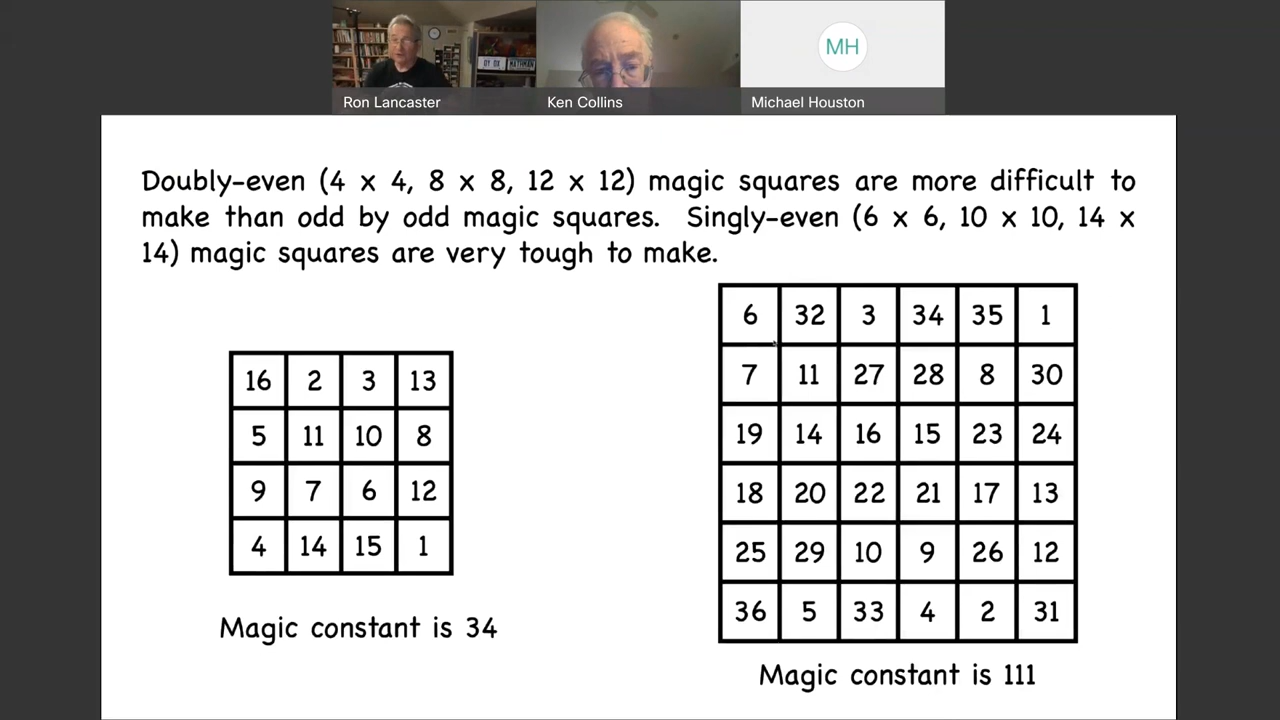 DY DX MATHMAN
Ron Lancaster
Ken Collins
MH
Michael Houston
Doubly-even (4 x 4, 8 x 8, 12 x 12) magic squares are more difficult to
make than odd by odd magic squares. Singly-even (6 x 6, 10 x 10, 14 x
14) magic squares are very tough to make.
16 2 3 13
5 11 10 8
9 7 6 12
4 14 15 1
Magic constant is 34
6 32 3 34 35 1
7 11 27 28 8 30
19 14 16 15 23 24
18 20 22 21 17 13
25 29 10 9 26 12
36 5 33 4 2 31
Magic constant is 111